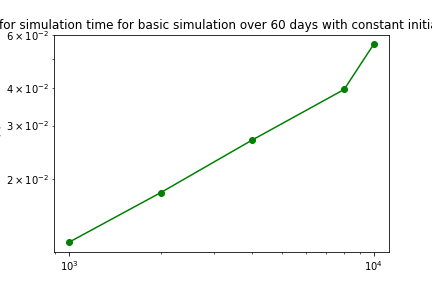 for simulation time for basic simulation over 60 days with constant
6 × 10⁻²
4 × 10⁻²
3 × 10⁻²
2 × 10⁻²
10³ 10⁴